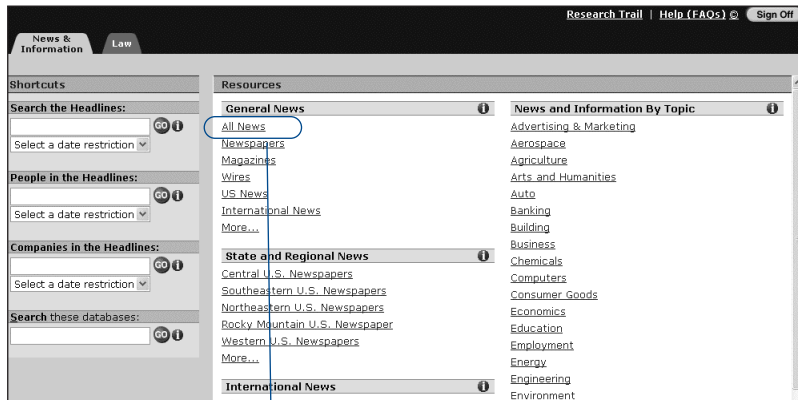 Research Trail | Help (FAQs) © Sign Off
News &
Information
Law
Shortcuts
Search the Headlines:
GO i
Select a date restriction
People in the Headlines:
GO i
Select a date restriction
Companies in the Headlines:
GO i
Select a date restriction
Search these databases:
GO i
Resources
General News i
All News
Newspapers
Magazines
Wires
US News
International News
More...
State and Regional News i
Central U.S. Newspapers
Southeastern U.S. Newspapers
Northeastern U.S. Newspapers
Rocky Mountain U.S. Newspaper
Western U.S. Newspapers
More...
International News i
News and Information By Topic i
Advertising & Marketing
Aerospace
Agriculture
Arts and Humanities
Auto
Banking
Building
Business
Chemicals
Computers
Consumer Goods
Economics
Education
Employment
Energy
Engineering
Environment